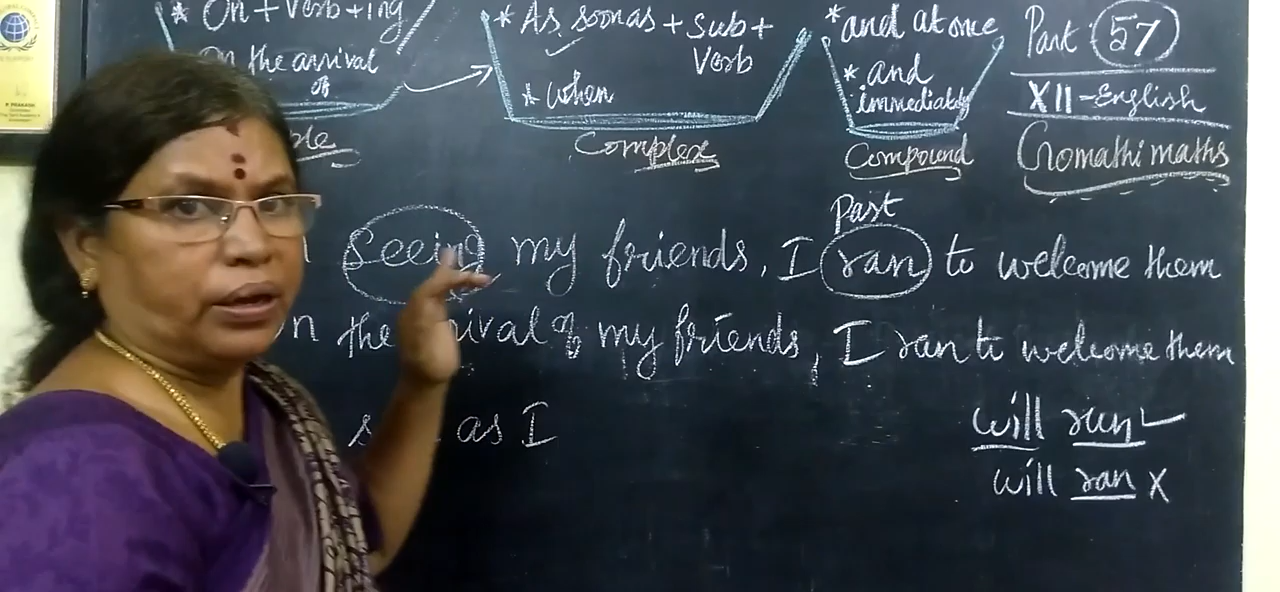 * On + Verb + ing
On the arrival
of
* As soon as + Sub +
Verb
* when
Complex
* and at once
* and
immediately
Compound
Part 57
XII - English
Gomathi maths
Past
seeing my friends, I ran to welcome them
the of my friends, I ran to welcome them
as I
will run ✓
will ran X